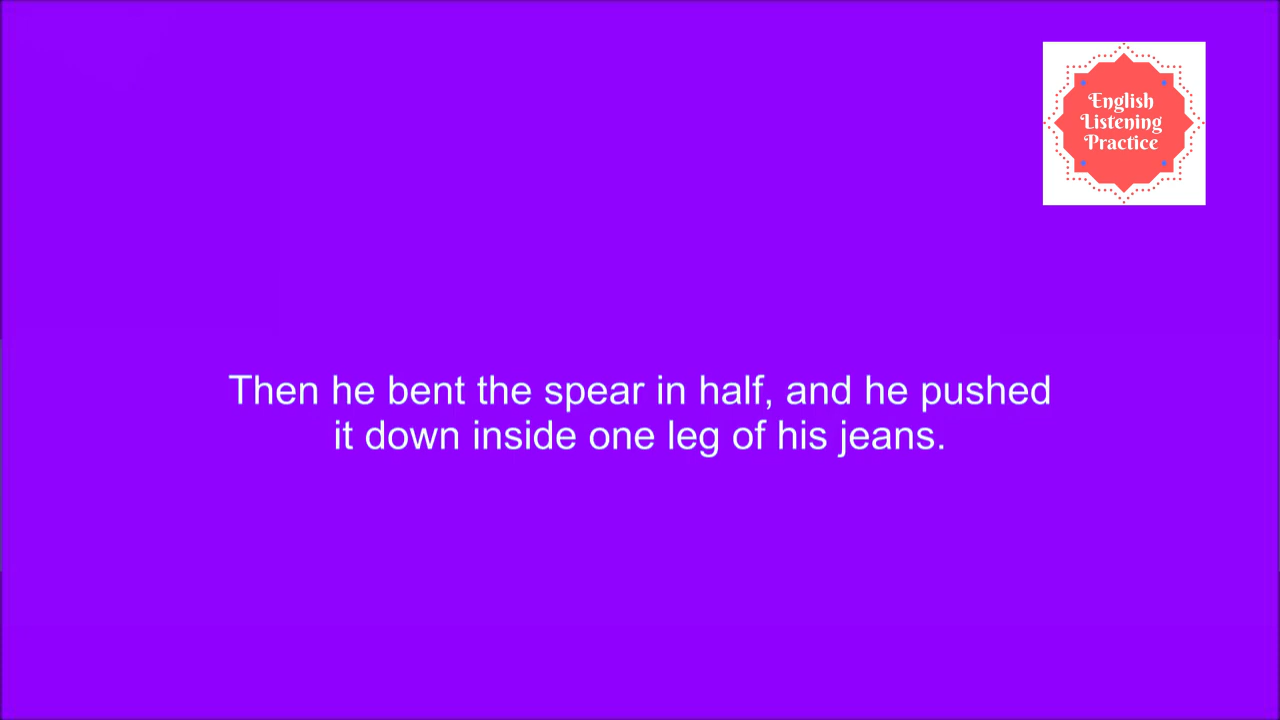 English
Listening
Practice
Then he bent the spear in half, and he pushed
it down inside one leg of his jeans.